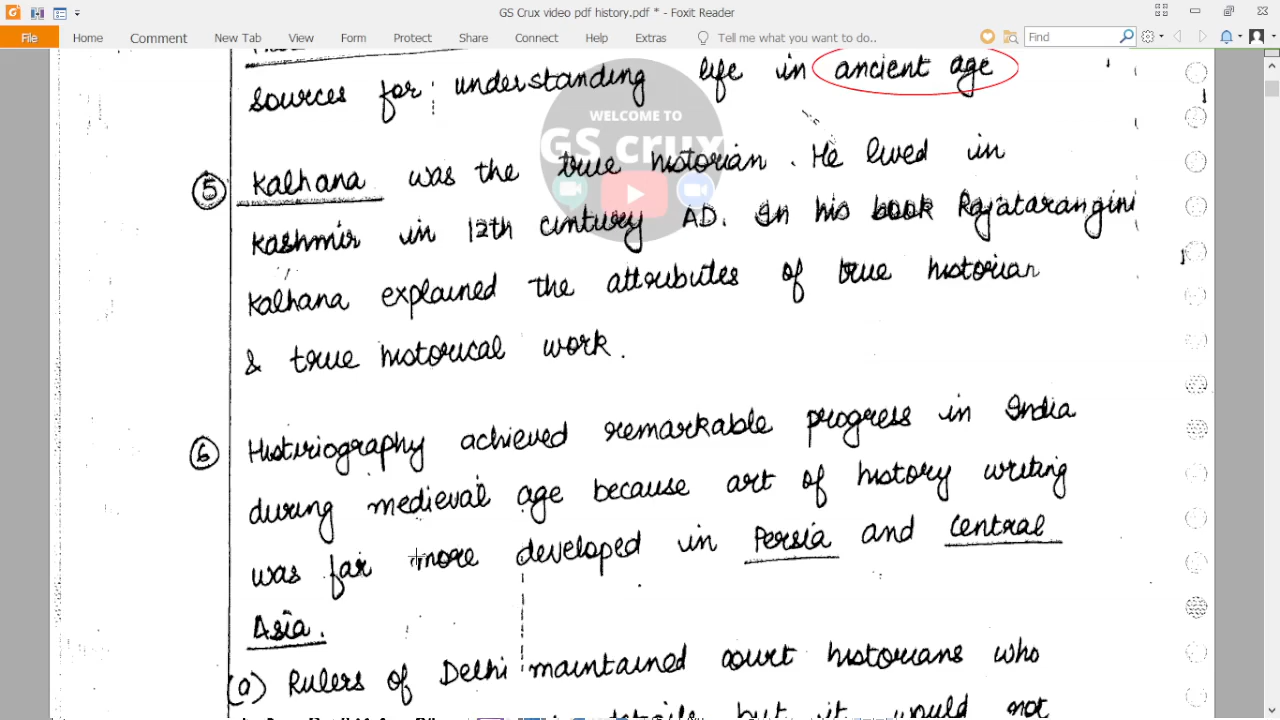 GS Crux video pdf history.pdf * - Foxit Reader
File Home Comment New Tab View Form Protect Share Connect Help Extras Tell me what you want to do.. Find
sources for understanding life in ancient age
WELCOME TO
GS crux
5 Kalhana was the true historian. He lived in
Kashmir in 12th century AD. In his book Rajatarangini
Kalhana explained the attributes of true historian
& true historical work.
6 Histiriography achieved remarkable progress in India
during medieval age because art of history writing
was far more developed in Persia and Central
Asia.
(a) Rulers of Delhi maintained court historians who
but it would not